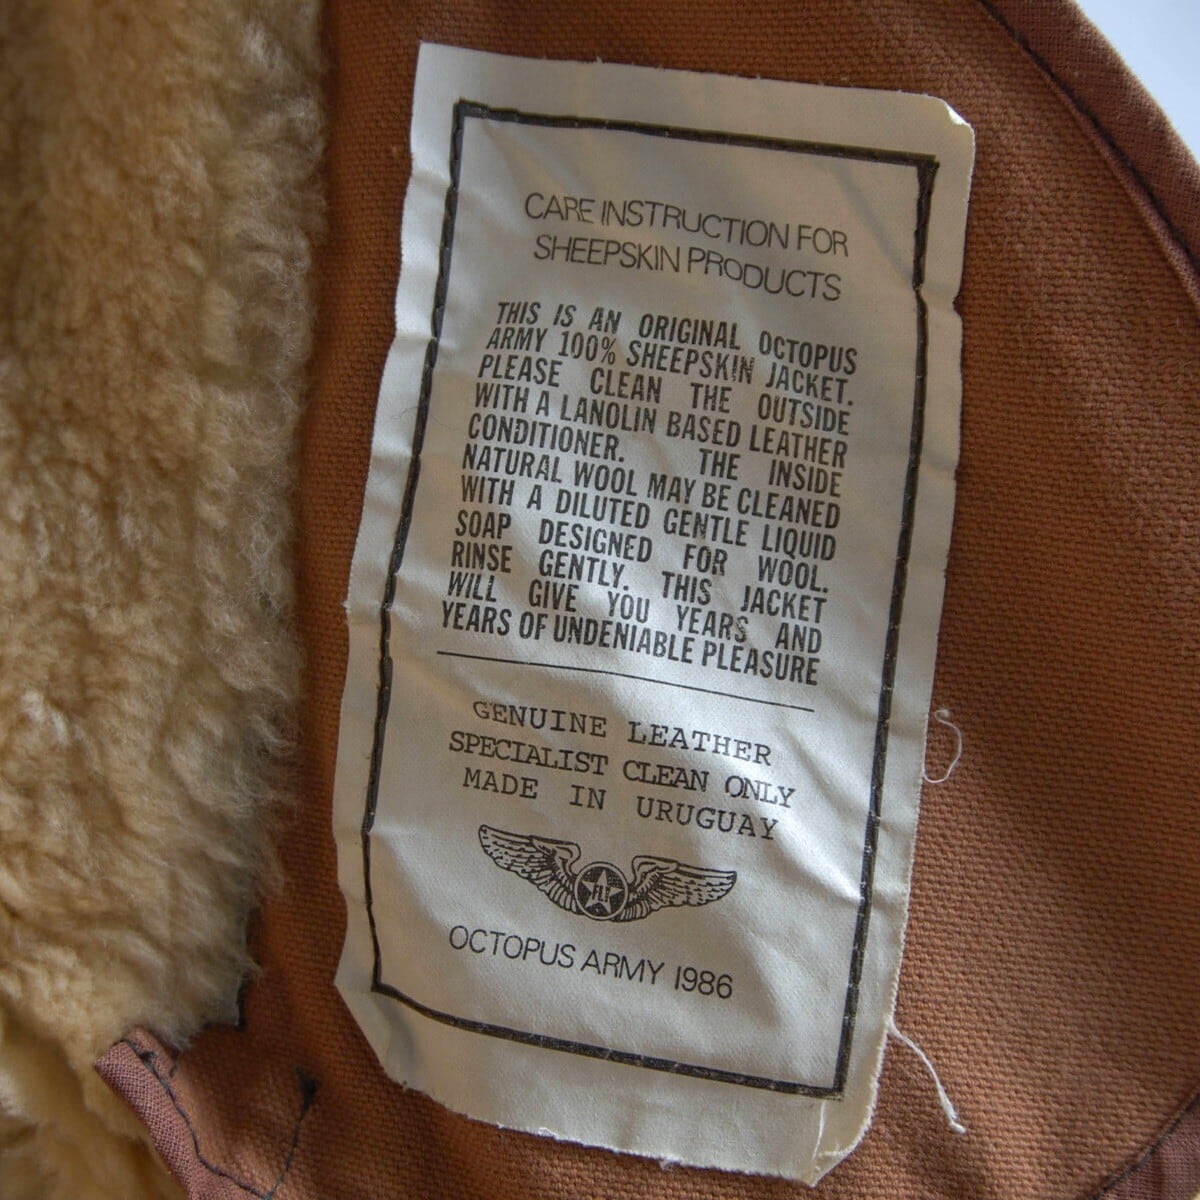 CARE INSTRUCTION FOR
SHEEPSKIN PRODUCTS
THIS IS AN ORIGINAL OCTOPUS
ARMY 100% SHEEPSKIN JACKET.
PLEASE CLEAN THE OUTSIDE
WITH A LANOLIN BASED LEATHER
CONDITIONER. THE INSIDE
NATURAL WOOL MAY BE CLEANED
WITH A DILUTED GENTLE LIQUID
SOAP DESIGNED FOR WOOL.
RINSE GENTLY. THIS JACKET
WILL GIVE YOU YEARS AND
YEARS OF UNDENIABLE PLEASURE
GENUINE LEATHER
SPECIALIST CLEAN ONLY
MADE IN URUGUAY
OCTOPUS ARMY 1986